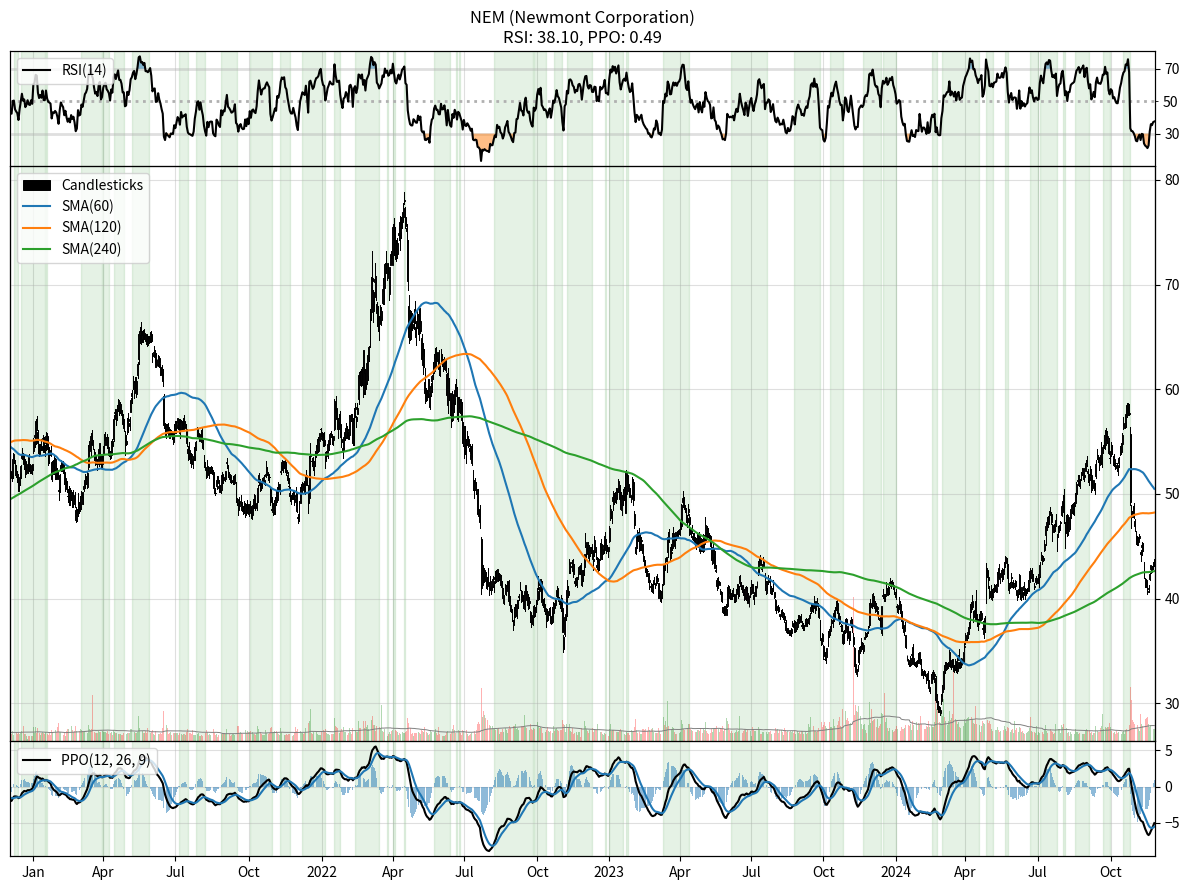 NEM (Newmont Corporation)
RSI: 38.10, PPO: 0.49
RSI(14)
70
50
30
Candlesticks
SMA(60)
SMA(120)
SMA(240)
80
70
60
50
40
30
PPO(12, 26, 9)
5
0
−5
Jan Apr Jul Oct 2022 Apr Jul Oct 2023 Apr Jul Oct 2024 Apr Jul Oct